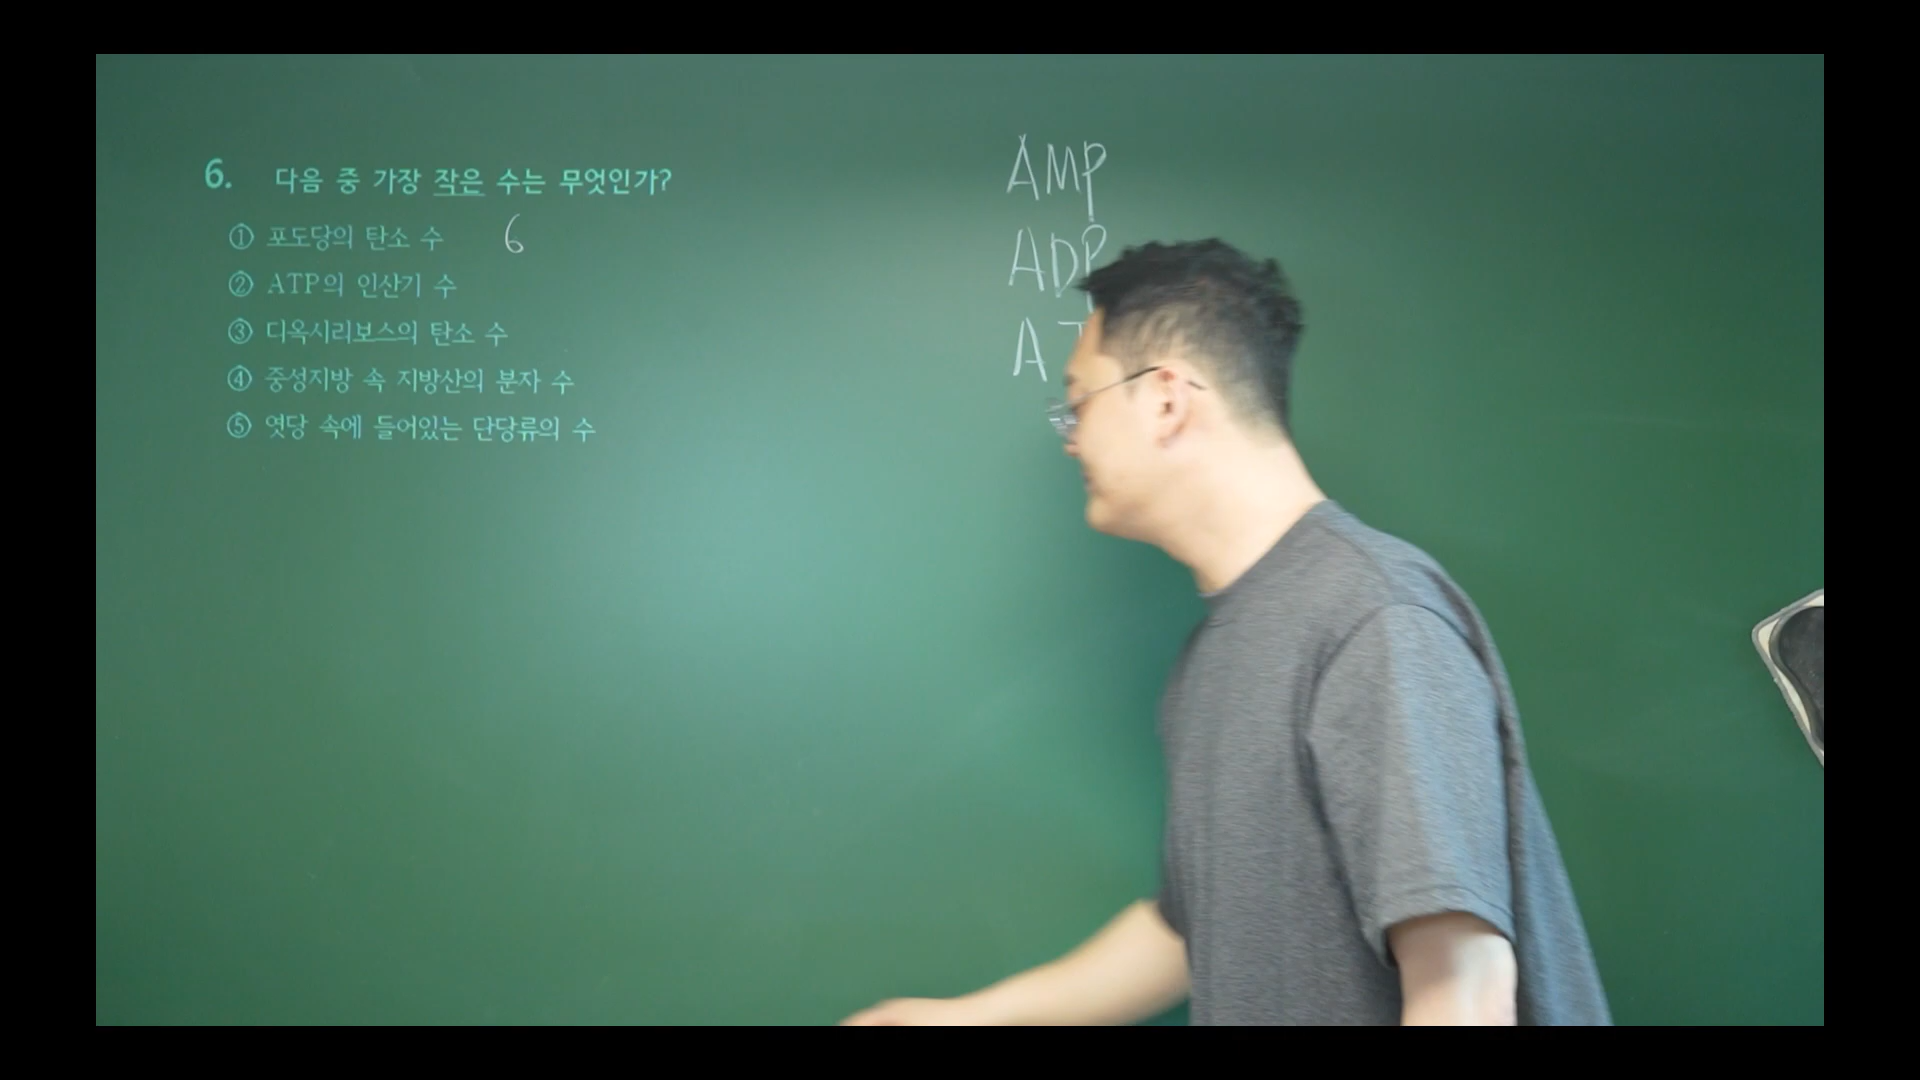 6. 다음 중 가장 작은 수는 무엇인가?
① 포도당의 탄소 수 6
② ATP의 인산기 수
③ 디옥시리보스의 탄소 수
④ 중성지방 속 지방산의 분자 수
⑤ 엿당 속에 들어있는 단당류의 수
AMP
ADP
A